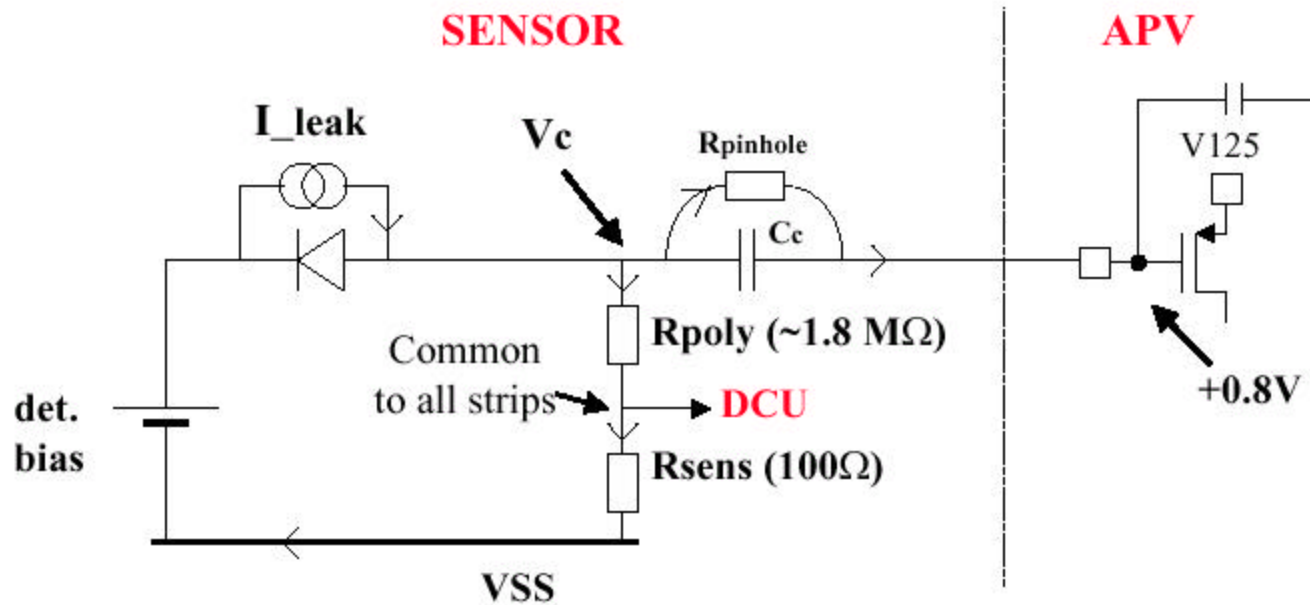 SENSOR
APV
I_leak
Vc
Rpinhole
V125
Cc
Rpoly (~1.8 MΩ)
Common
to all strips
DCU
+0.8V
det.
bias
Rsens (100Ω)
VSS